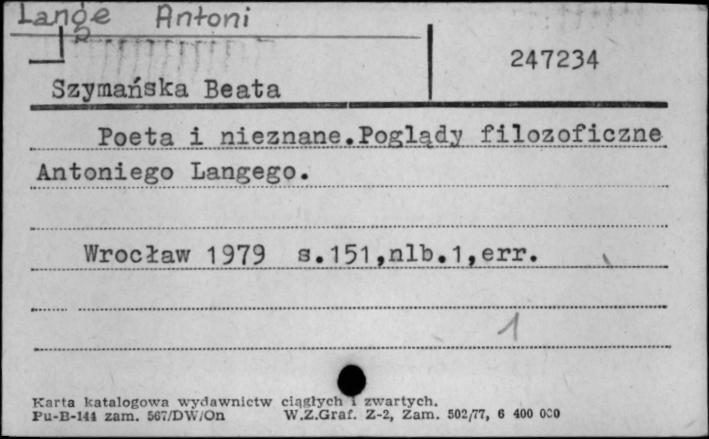 Lange Antoni
247234
Szymańska Beata
Poeta i nieznane.Poglądy filozoficzne
Antoniego Langego.
Wrocław 1979 s.151,nlb.1,err.
1
Karta katalogowa wydawnictw ciągłych i zwartych.
Pu-B-144 zam. 567/DW/On W.Z.Graf. Z-2, Zam. 502/77, 6 400 000